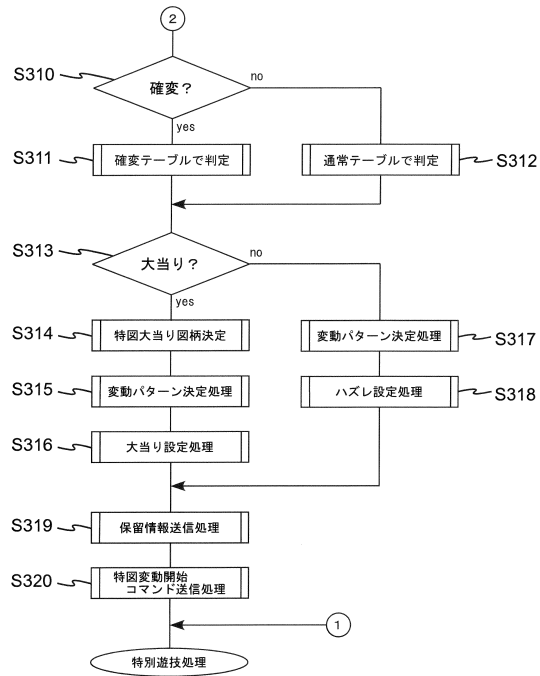 2
S310
確変？
no
yes
S311
確変テーブルで判定
通常テーブルで判定
S312
S313
大当り？
no
yes
S314
特図大当り図柄決定
変動パターン決定処理
S317
S315
変動パターン決定処理
ハズレ設定処理
S318
S316
大当り設定処理
S319
保留情報送信処理
S320
特図変動開始
コマンド送信処理
1
特別遊技処理